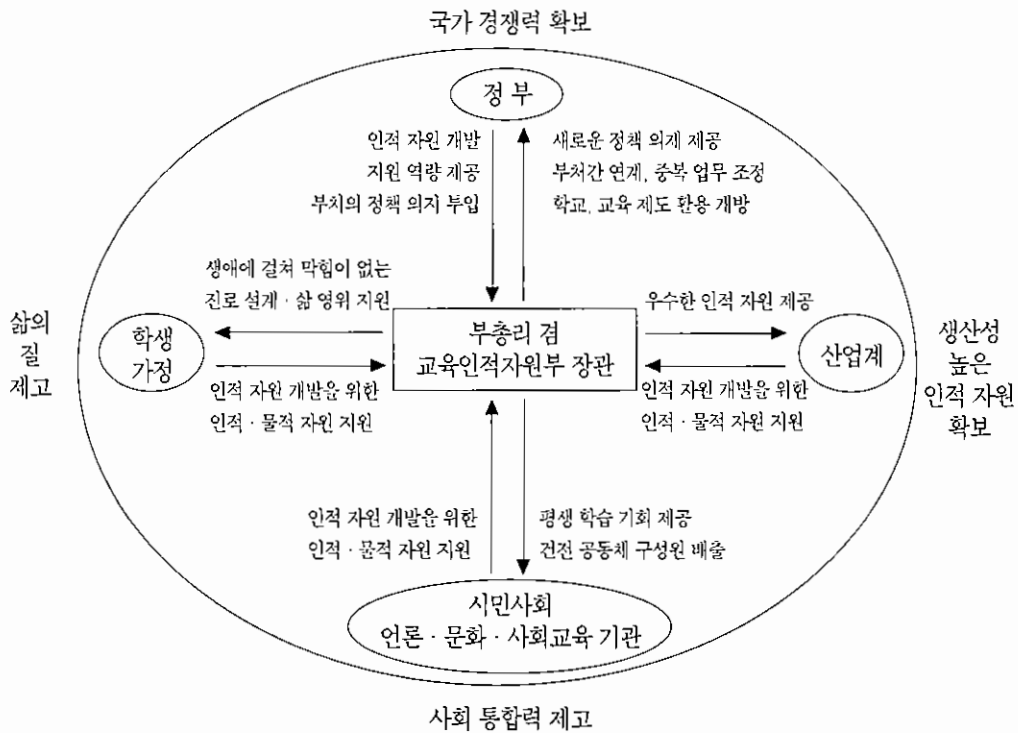 국가 경쟁력 확보
정 부
인적 자원 개발
지원 역량 제공
부처의 정책 의지 투입
새로운 정책 의제 제공
부처간 연계, 중복 업무 조정
학교, 교육 제도 활용 개방
생애에 걸쳐 막힘이 없는
진로 설계 · 삶 영위 지원
우수한 인적 자원 제공
삶의
질
제고
학생
가정
부총리 겸
교육인적자원부 장관
산업계
생산성
높은
인적 자원
확보
인적 자원 개발을 위한
인적 · 물적 자원 지원
인적 자원 개발을 위한
인적 · 물적 자원 지원
인적 자원 개발을 위한
인적 · 물적 자원 지원
평생 학습 기회 제공
건전 공동체 구성원 배출
시민사회
언론 · 문화 · 사회교육 기관
사회 통합력 제고